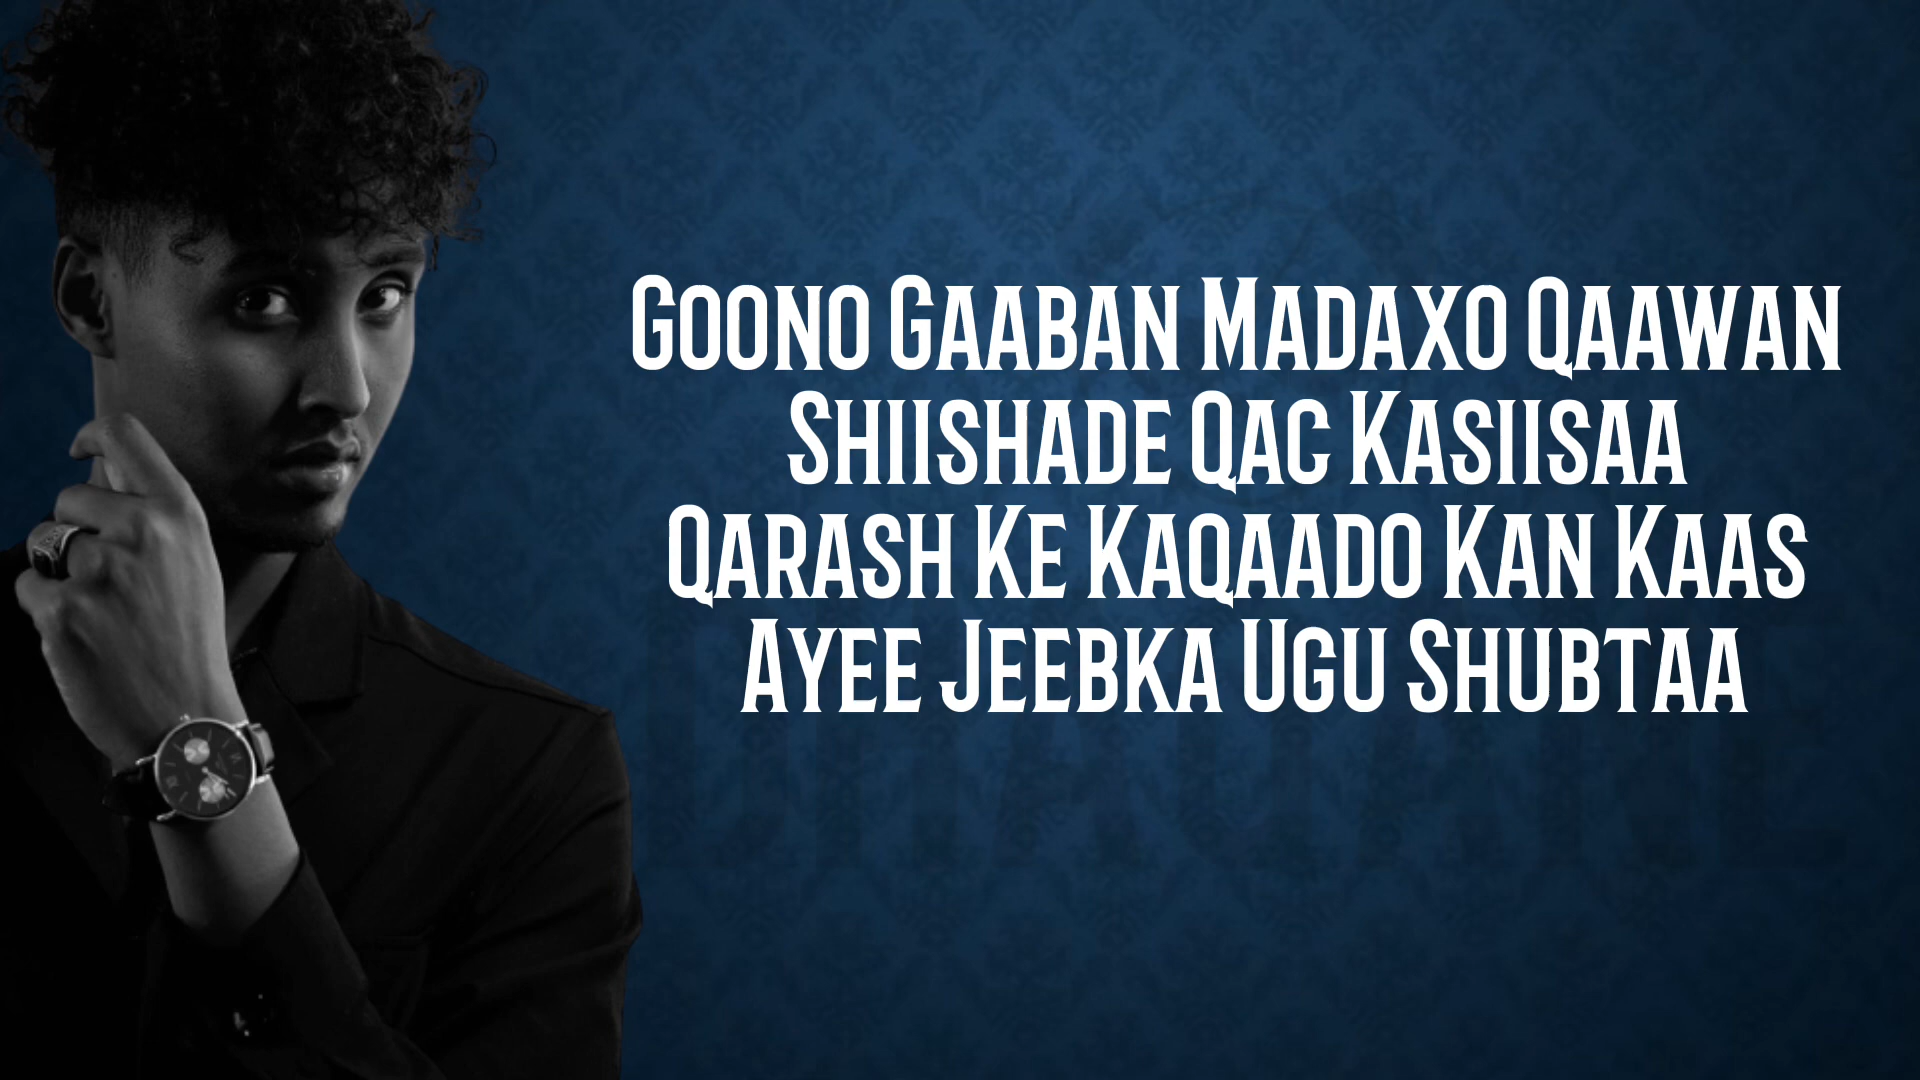 Goono Gaaban Madaxo Qaawan
Shiishade Qac Kasiisaa
Qarash Ke Kaqaado Kan Kaas
Ayee Jeebka Ugu Shubtaa